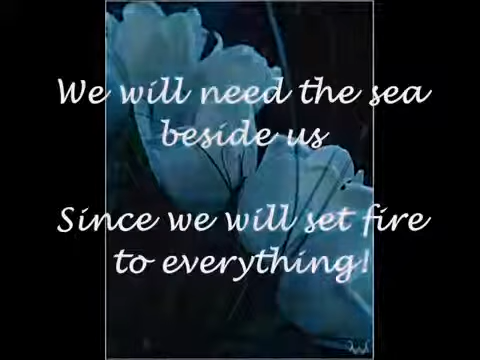 We will need the sea
beside us
Since we will set fire
to everything!